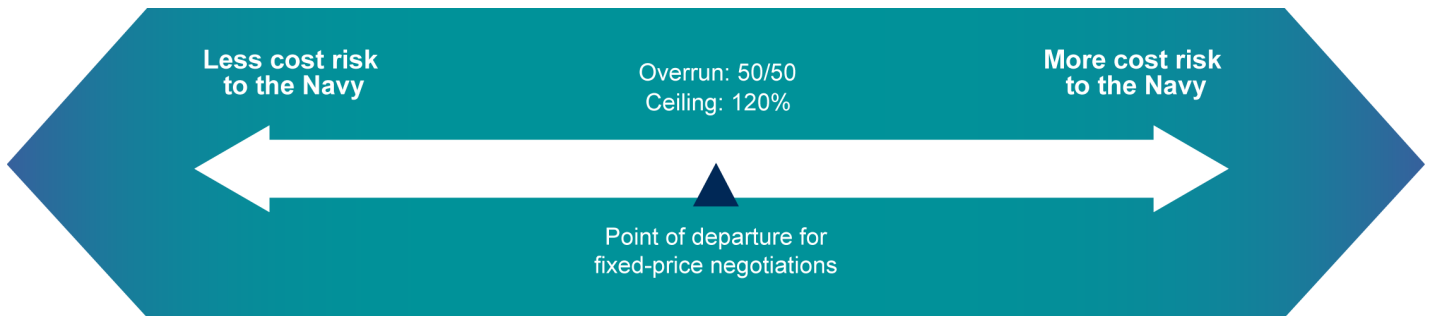 Less cost risk
to the Navy
Overrun: 50/50
Ceiling: 120%
More cost risk
to the Navy
Point of departure for
fixed-price negotiations